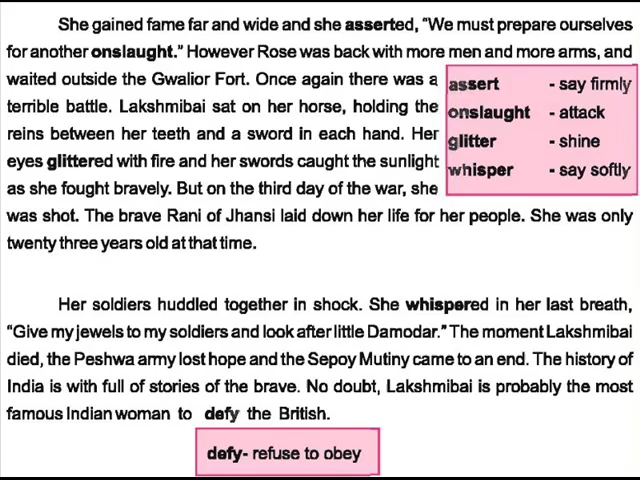 She gained fame far and wide and she asserted, “We must prepare ourselves
for another onslaught.” However Rose was back with more men and more arms, and
waited outside the Gwalior Fort. Once again there was a
terrible battle. Lakshmibai sat on her horse, holding the
reins between her teeth and a sword in each hand. Her
eyes glittered with fire and her swords caught the sunlight
as she fought bravely. But on the third day of the war, she
was shot. The brave Rani of Jhansi laid down her life for her people. She was only
twenty three years old at that time.
assert - say firmly
onslaught - attack
glitter - shine
whisper - say softly
Her soldiers huddled together in shock. She whispered in her last breath,
“Give my jewels to my soldiers and look after little Damodar.” The moment Lakshmibai
died, the Peshwa army lost hope and the Sepoy Mutiny came to an end. The history of
India is with full of stories of the brave. No doubt, Lakshmibai is probably the most
famous Indian woman to defy the British.
defy- refuse to obey